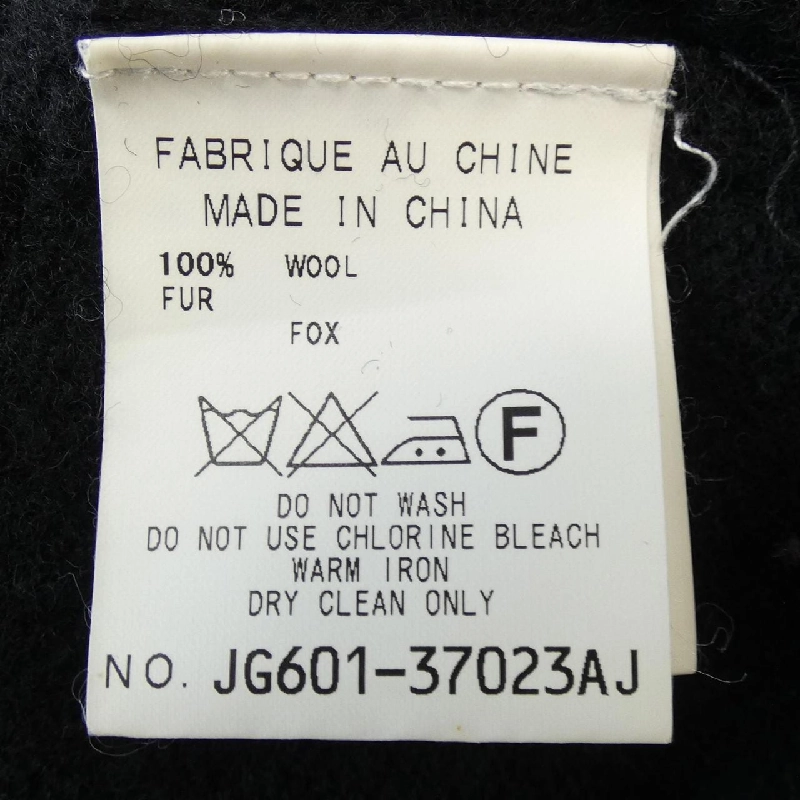 FABRIQUE AU CHINE
MADE IN CHINA
100% WOOL
FUR
FOX
F
DO NOT WASH
DO NOT USE CHLORINE BLEACH
WARM IRON
DRY CLEAN ONLY
NO. JG601-37023AJ